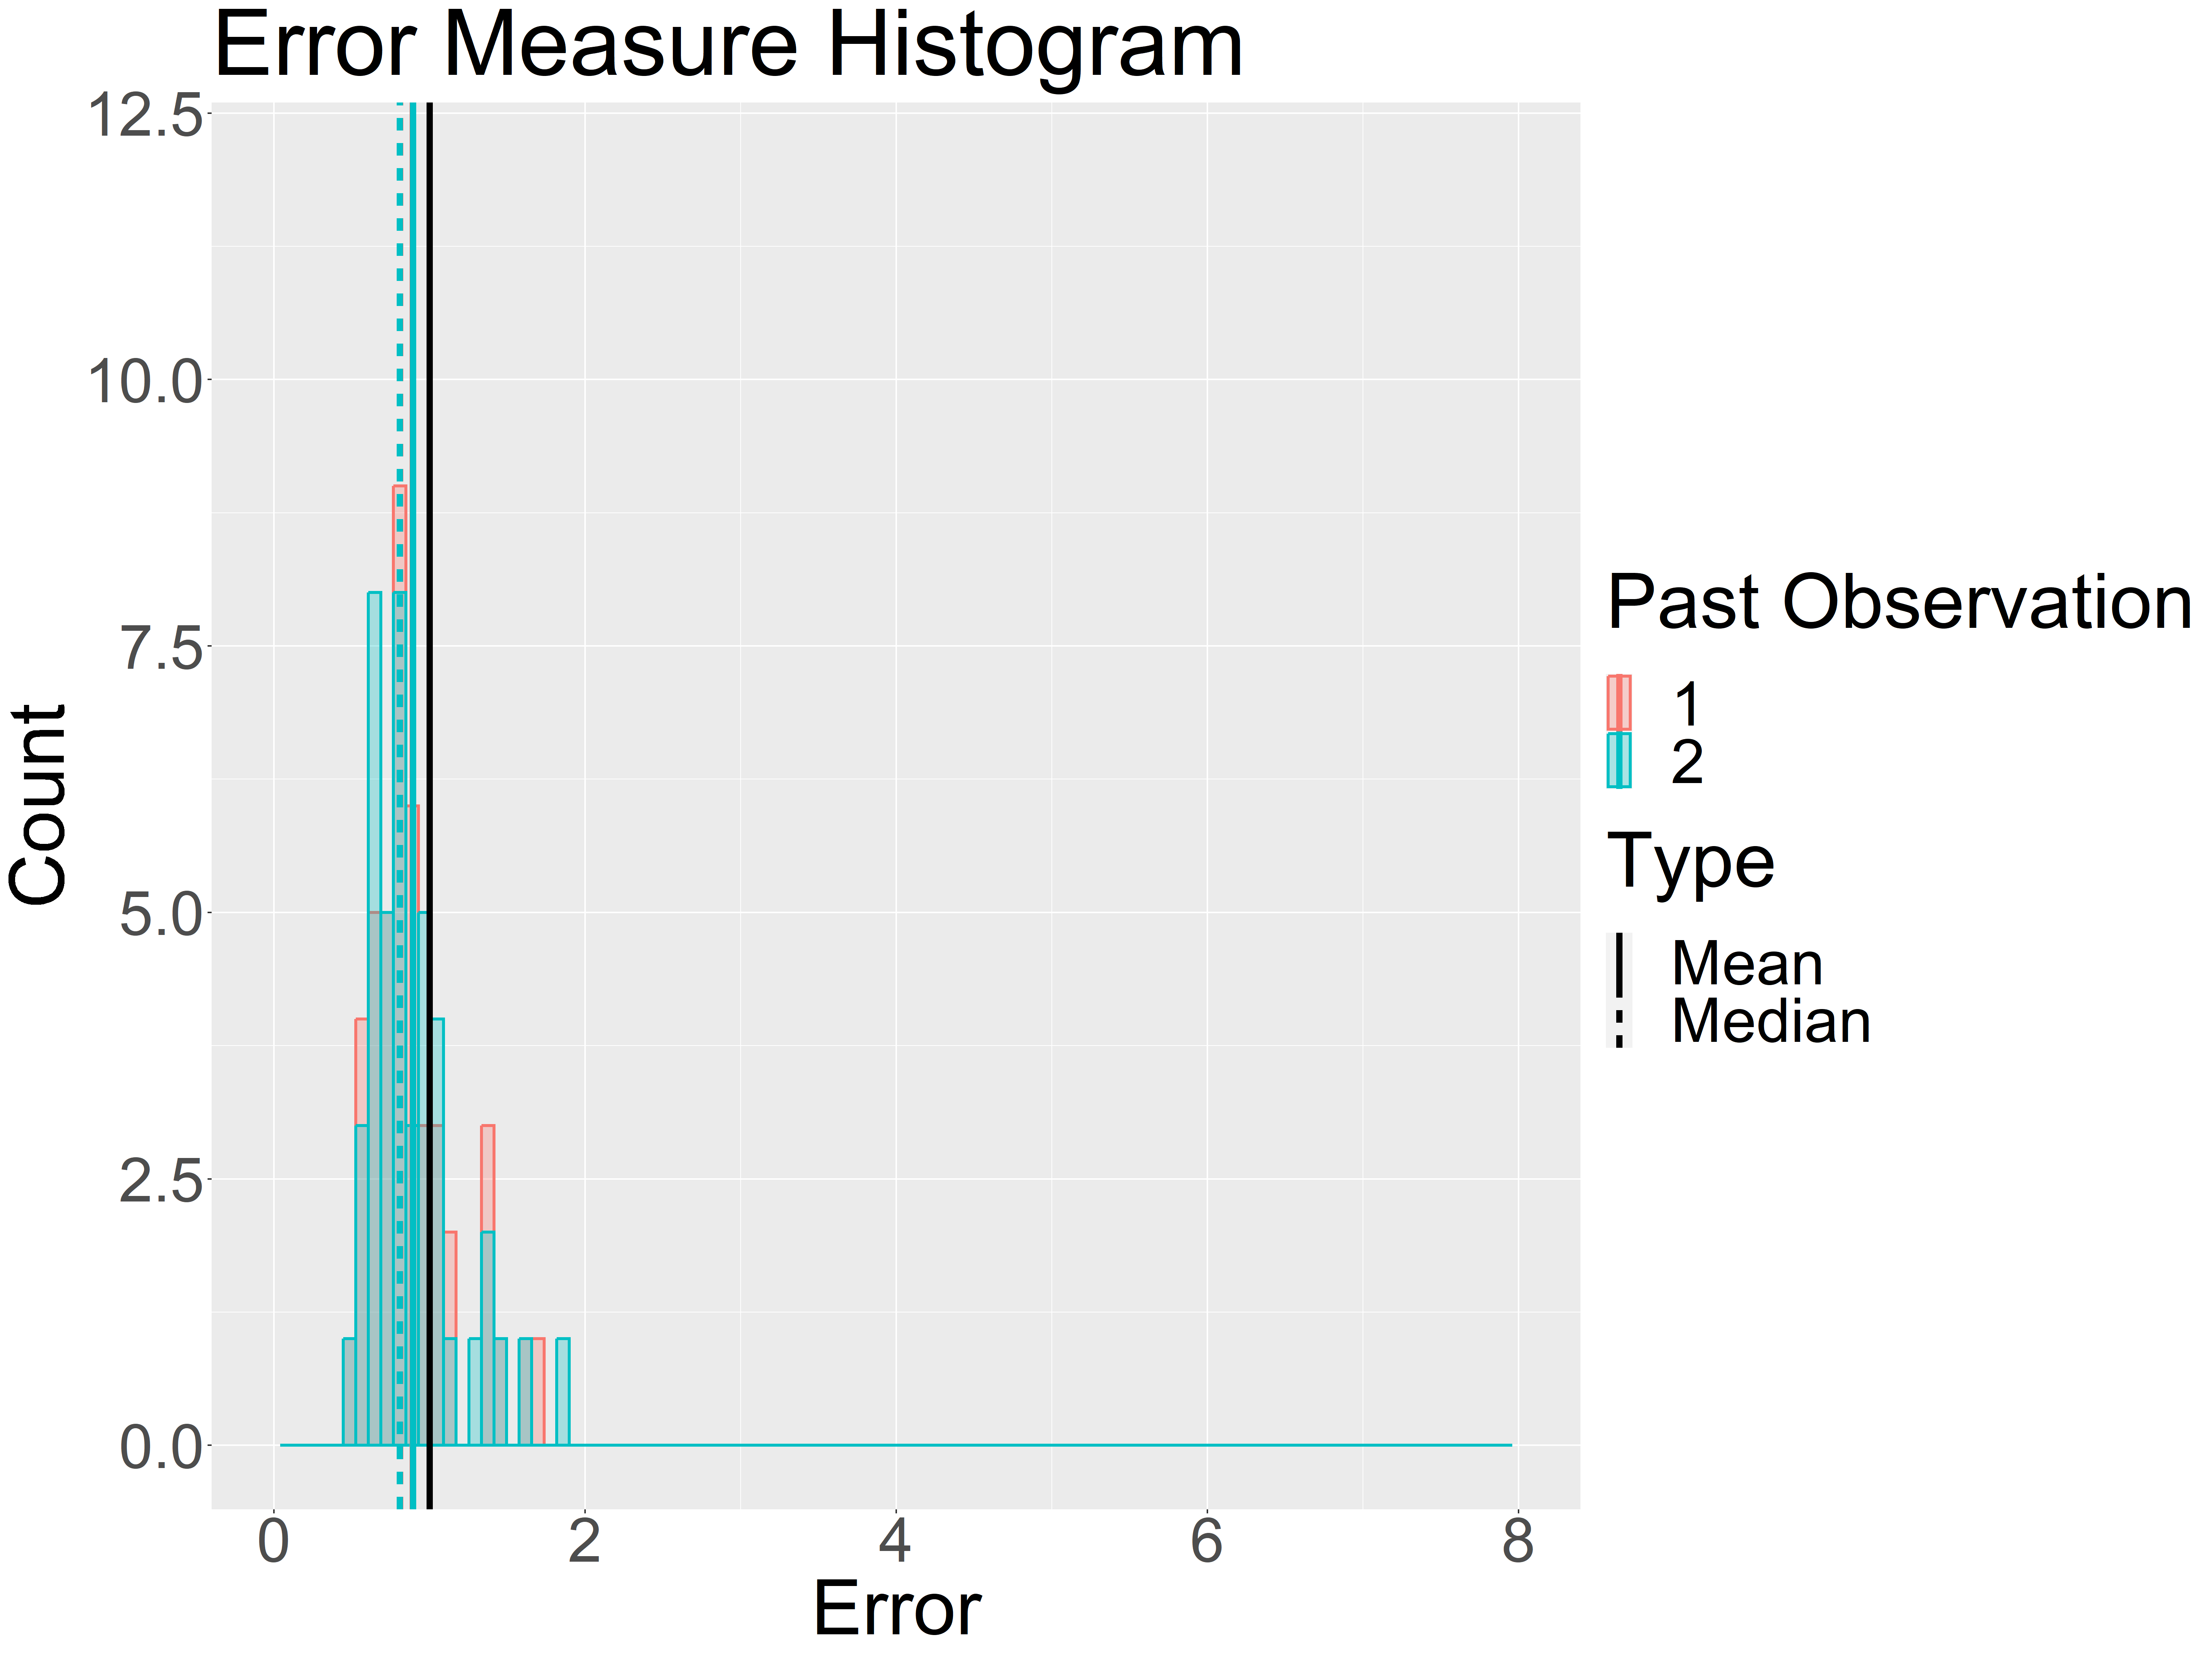 Error Measure Histogram
12.5
10.0
7.5
5.0
2.5
0.0
Count
0 2 4 6 8
Error
Past Observation
1
2
Type
Mean
Median